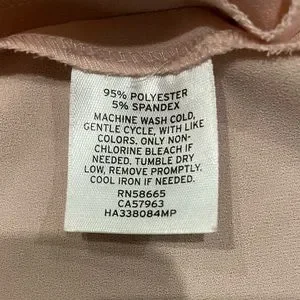 95% POLYESTER
5% SPANDEX
MACHINE WASH COLD,
GENTLE CYCLE, WITH LIKE
COLORS. ONLY NON-
CHLORINE BLEACH IF
NEEDED. TUMBLE DRY
LOW, REMOVE PROMPTLY.
COOL IRON IF NEEDED.
RN58665
CA57963
HA338084MP